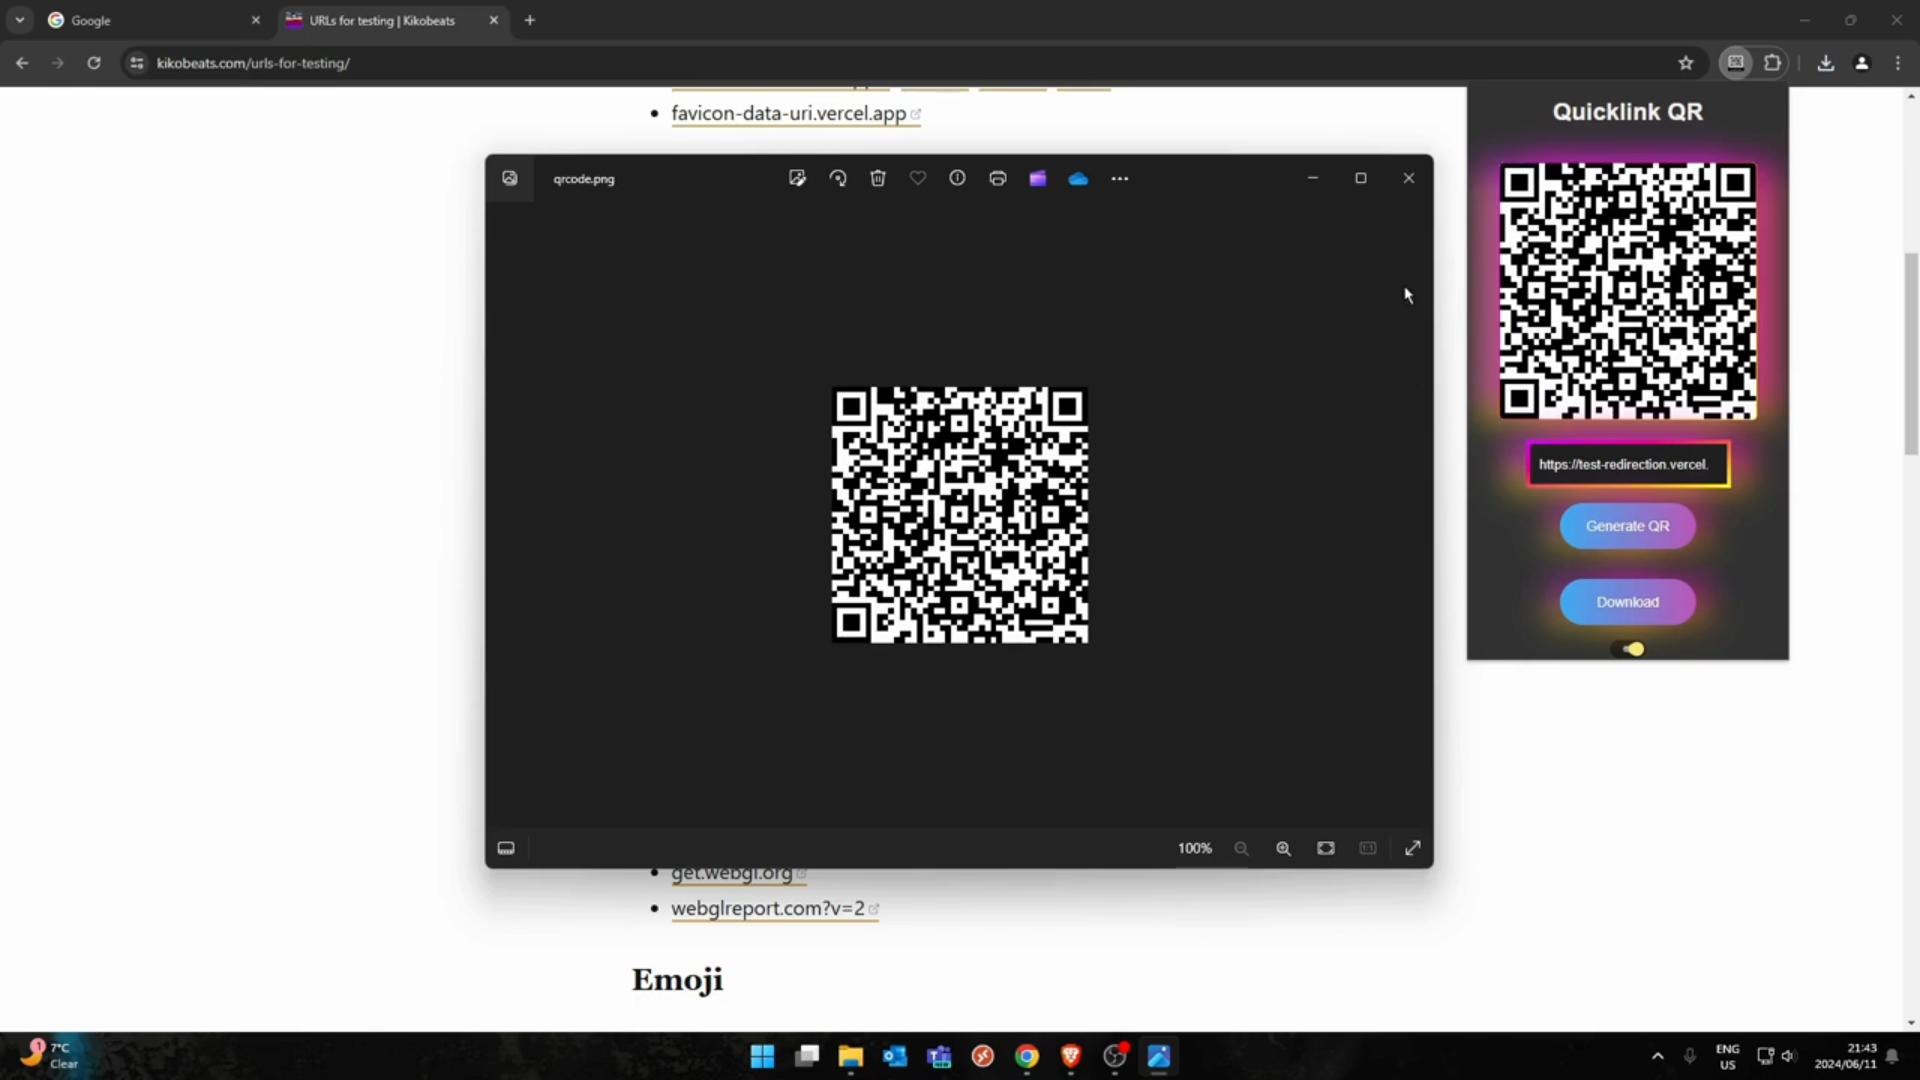 Google
URLs for testing | Kikobeats
kikobeats.com/urls-for-testing/
favicon-data-uri.vercel.app
qrcode.png
Quicklink QR
https://test-redirection.vercel.
Generate QR
Download
100%
get.webgl.org
webglreport.com?v=2
Emoji
1
7°C
Clear
ENG
US
21:43
2024/06/11